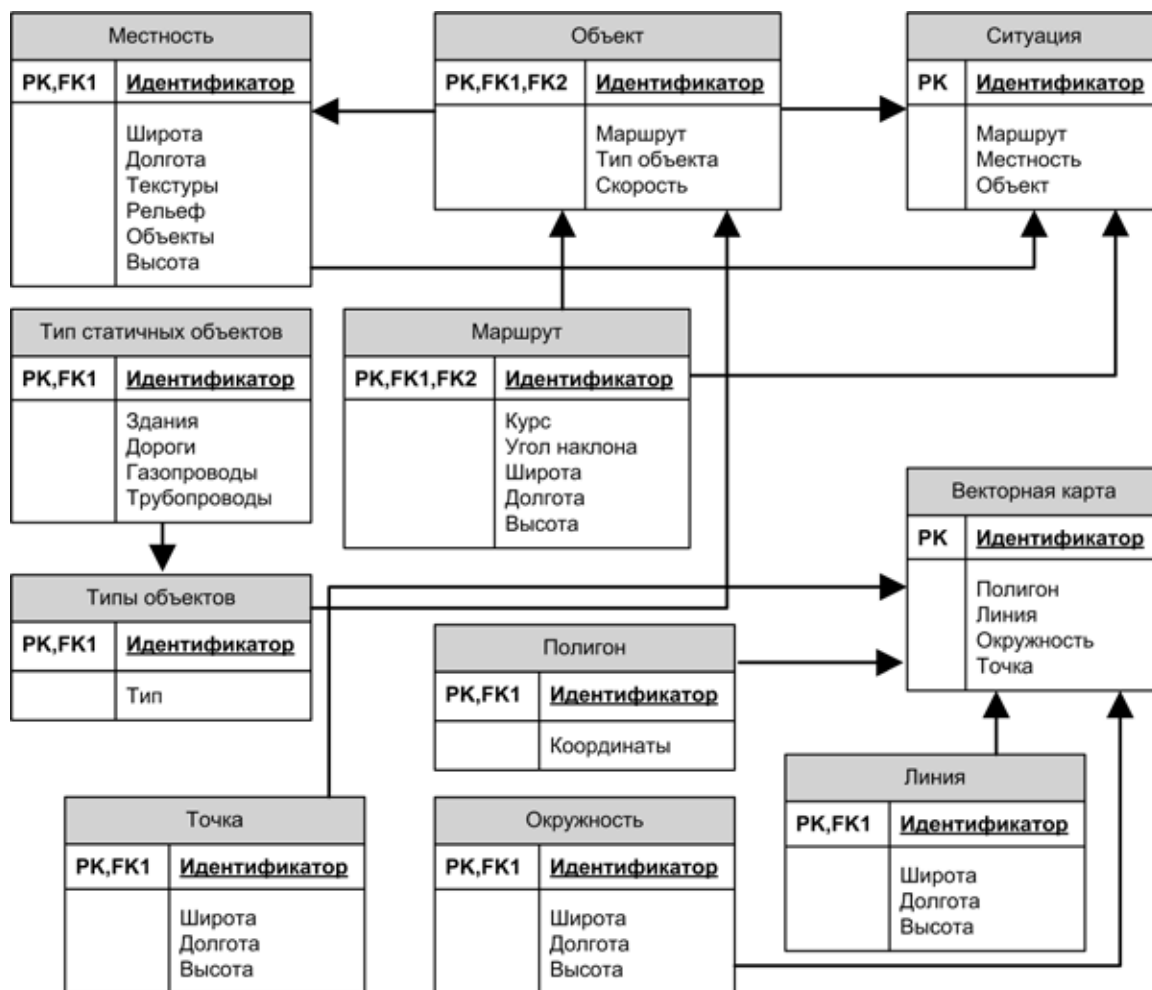 Местность
PK,FK1 Идентификатор
Широта
Долгота
Текстуры
Рельеф
Объекты
Высота
Объект
PK,FK1,FK2 Идентификатор
Маршрут
Тип объекта
Скорость
Ситуация
PK Идентификатор
Маршрут
Местность
Объект
Тип статичных объектов
PK,FK1 Идентификатор
Здания
Дороги
Газопроводы
Трубопроводы
Маршрут
PK,FK1,FK2 Идентификатор
Курс
Угол наклона
Широта
Долгота
Высота
Векторная карта
PK Идентификатор
Полигон
Линия
Окружность
Точка
Типы объектов
PK,FK1 Идентификатор
Тип
Полигон
PK,FK1 Идентификатор
Координаты
Линия
PK,FK1 Идентификатор
Широта
Долгота
Высота
Точка
PK,FK1 Идентификатор
Широта
Долгота
Высота
Окружность
PK,FK1 Идентификатор
Широта
Долгота
Высота